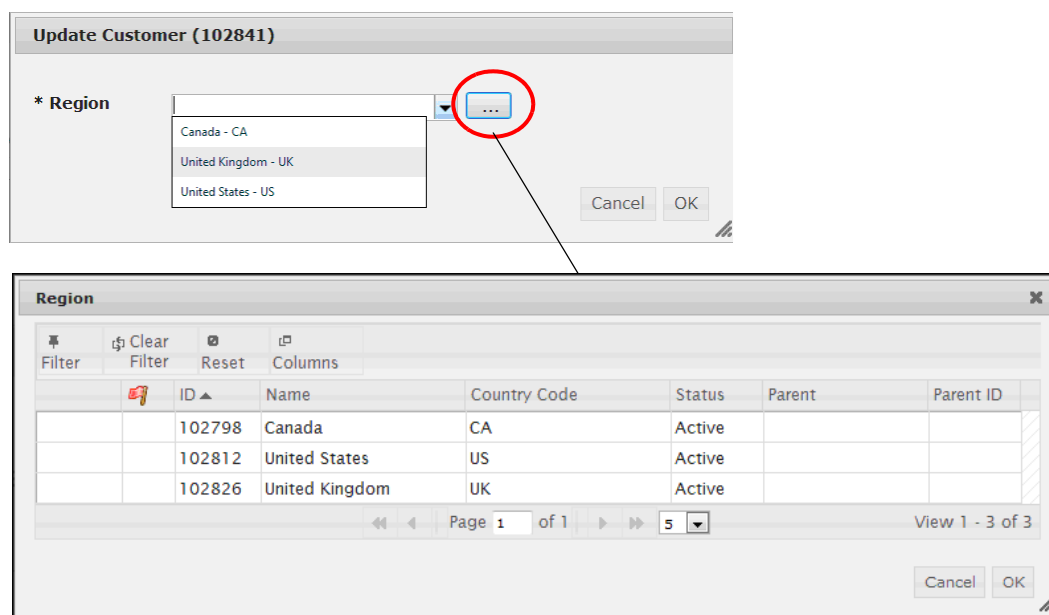 Update Customer (102841)
* Region
...
Canada - CA
United Kingdom - UK
United States - US
Cancel OK
Region
Filter Clear Filter Reset Columns
ID Name Country Code Status Parent Parent ID
102798 Canada CA Active
102812 United States US Active
102826 United Kingdom UK Active
Page 1 of 1 5 View 1 - 3 of 3
Cancel OK